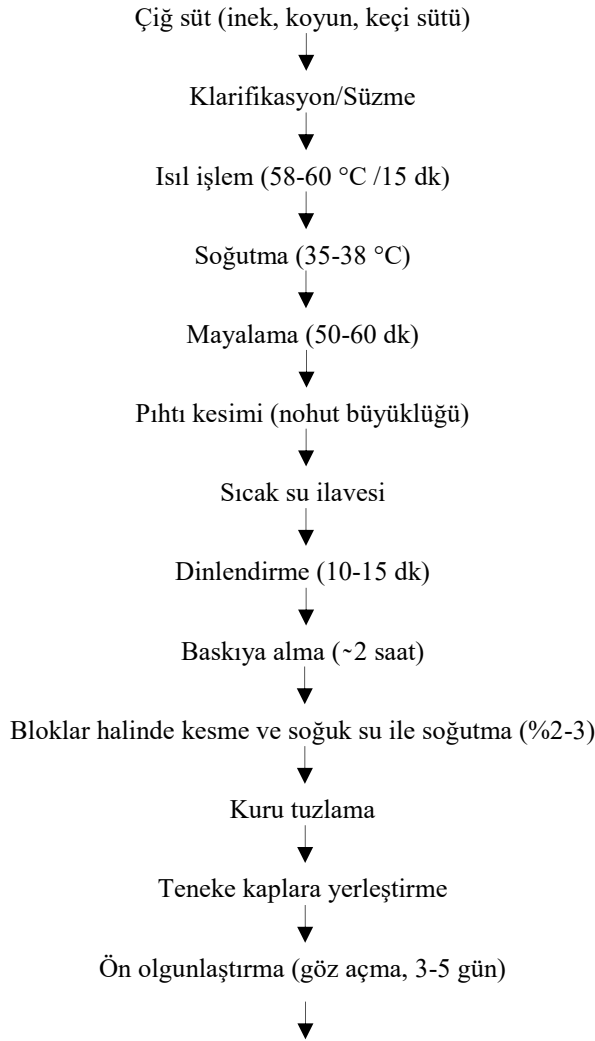 Çiğ süt (inek, koyun, keçi sütü)
Klarifikasyon/Süzme
Isıl işlem (58-60 °C /15 dk)
Soğutma (35-38 °C)
Mayalama (50-60 dk)
Pıhtı kesimi (nohut büyüklüğü)
Sıcak su ilavesi
Dinlendirme (10-15 dk)
Baskıya alma (~2 saat)
Bloklar halinde kesme ve soğuk su ile soğutma (%2-3)
Kuru tuzlama
Teneke kaplara yerleştirme
Ön olgunlaştırma (göz açma, 3-5 gün)